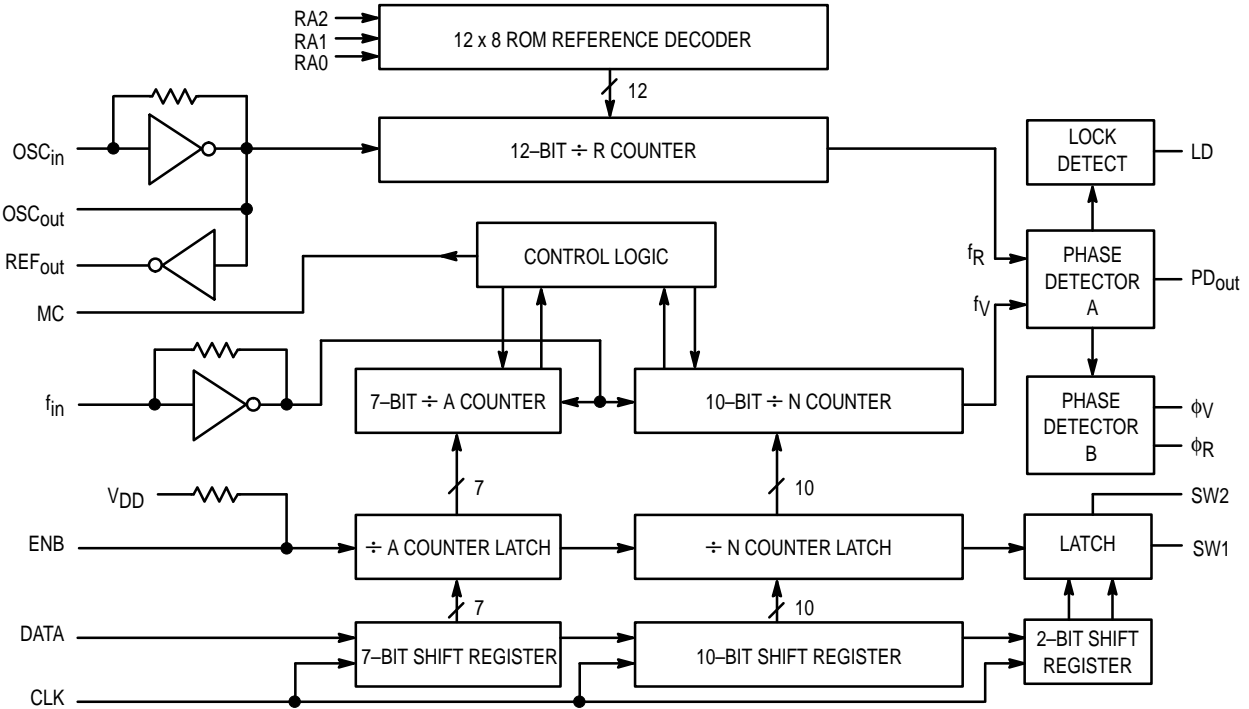 RA2
RA1
RA0
12 x 8 ROM REFERENCE DECODER
12
OSCin
12–BIT ÷ R COUNTER
LOCK
DETECT
LD
OSCout
REFout
CONTROL LOGIC
fR
PHASE
DETECTOR
A
PDout
MC
fV
fin
7–BIT ÷ A COUNTER
10–BIT ÷ N COUNTER
PHASE
DETECTOR
B
ϕV
ϕR
VDD
7
10
SW2
ENB
÷ A COUNTER LATCH
÷ N COUNTER LATCH
LATCH
SW1
7
10
DATA
7–BIT SHIFT REGISTER
10–BIT SHIFT REGISTER
2–BIT SHIFT
REGISTER
CLK